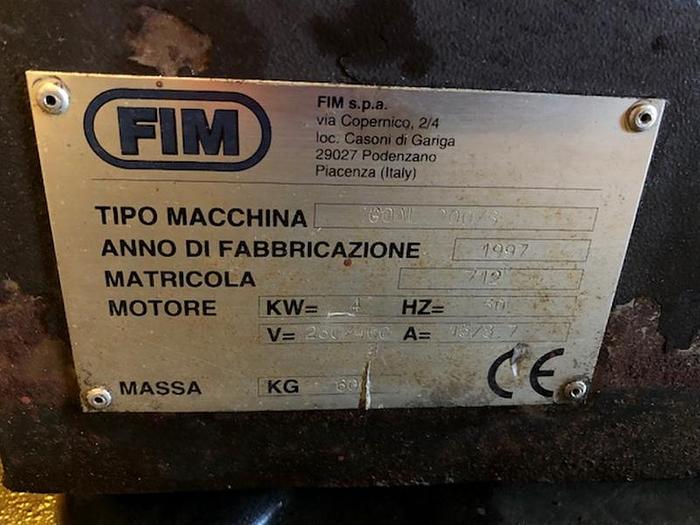 FIM
FIM s.p.a.
via Copernico, 2/4
loc. Casoni di Gariga
29027 Podenzano
Piacenza (Italy)
TIPO MACCHINA
ANNO DI FABBRICAZIONE 1997
MATRICOLA 719
MOTORE KW= 4 HZ= 50
V= A=
MASSA KG
CE